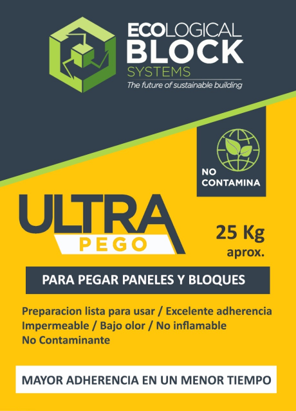 ECOLOGICAL
BLOCK
SYSTEMS
The future of sustainable building
NO
CONTAMINA
ULTRA
PEGO
25 Kg
aprox.
PARA PEGAR PANELES Y BLOQUES
Preparacion lista para usar / Excelente adherencia
Impermeable / Bajo olor / No inflamable
No Contaminante
MAYOR ADHERENCIA EN UN MENOR TIEMPO